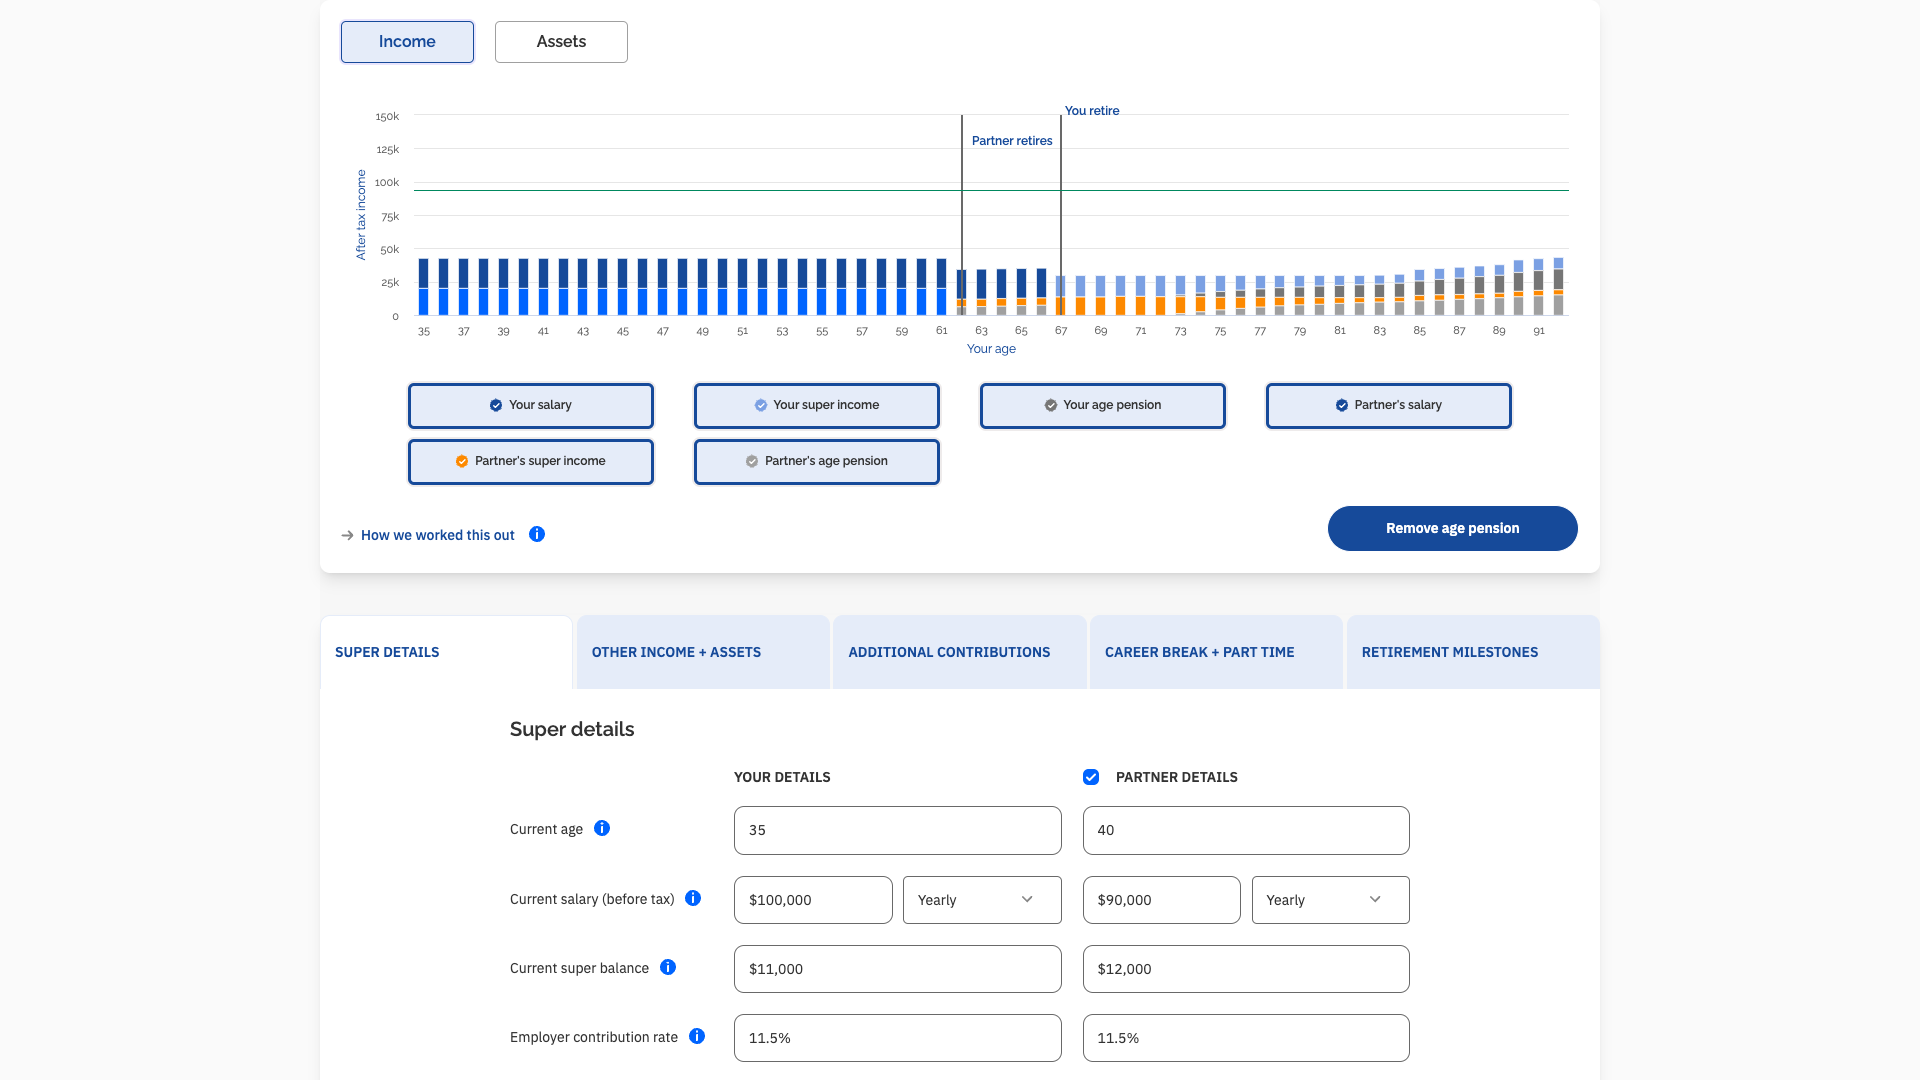 Income
Assets
You retire
Partner retires
150k
125k
100k
75k
50k
25k
0
After tax income
35 37 39 41 43 45 47 49 51 53 55 57 59 61 63 65 67 69 71 73 75 77 79 81 83 85 87 89 91
Your age
Your salary
Your super income
Your age pension
Partner's salary
Partner's super income
Partner's age pension
How we worked this out
Remove age pension
SUPER DETAILS
OTHER INCOME + ASSETS
ADDITIONAL CONTRIBUTIONS
CAREER BREAK + PART TIME
RETIREMENT MILESTONES
Super details
YOUR DETAILS
PARTNER DETAILS
Current age
35
40
Current salary (before tax)
$100,000
Yearly
$90,000
Yearly
Current super balance
$11,000
$12,000
Employer contribution rate
11.5%
11.5%